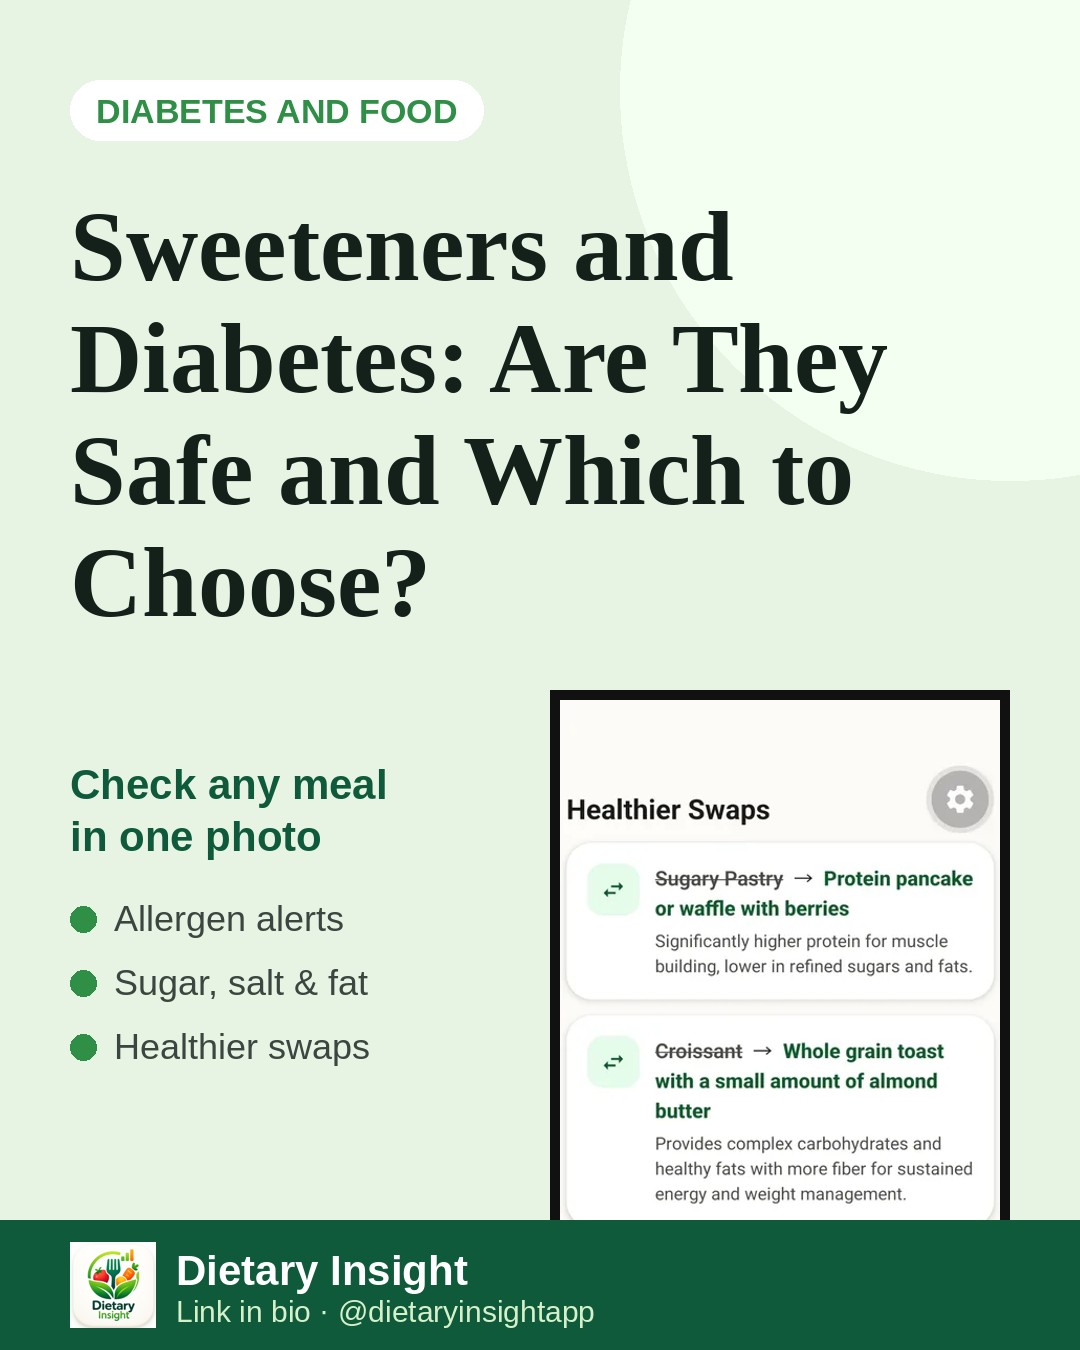 DIABETES AND FOOD
Sweeteners and
Diabetes: Are They
Safe and Which to
Choose?
Check any meal
in one photo
Allergen alerts
Sugar, salt & fat
Healthier swaps
Healthier Swaps
Sugary Pastry → Protein pancake
or waffle with berries
Significantly higher protein for muscle
building, lower in refined sugars and fats.
Croissant → Whole grain toast
with a small amount of almond
butter
Provides complex carbohydrates and
healthy fats with more fiber for sustained
energy and weight management.
Dietary
Insight
Dietary Insight
Link in bio · @dietaryinsightapp